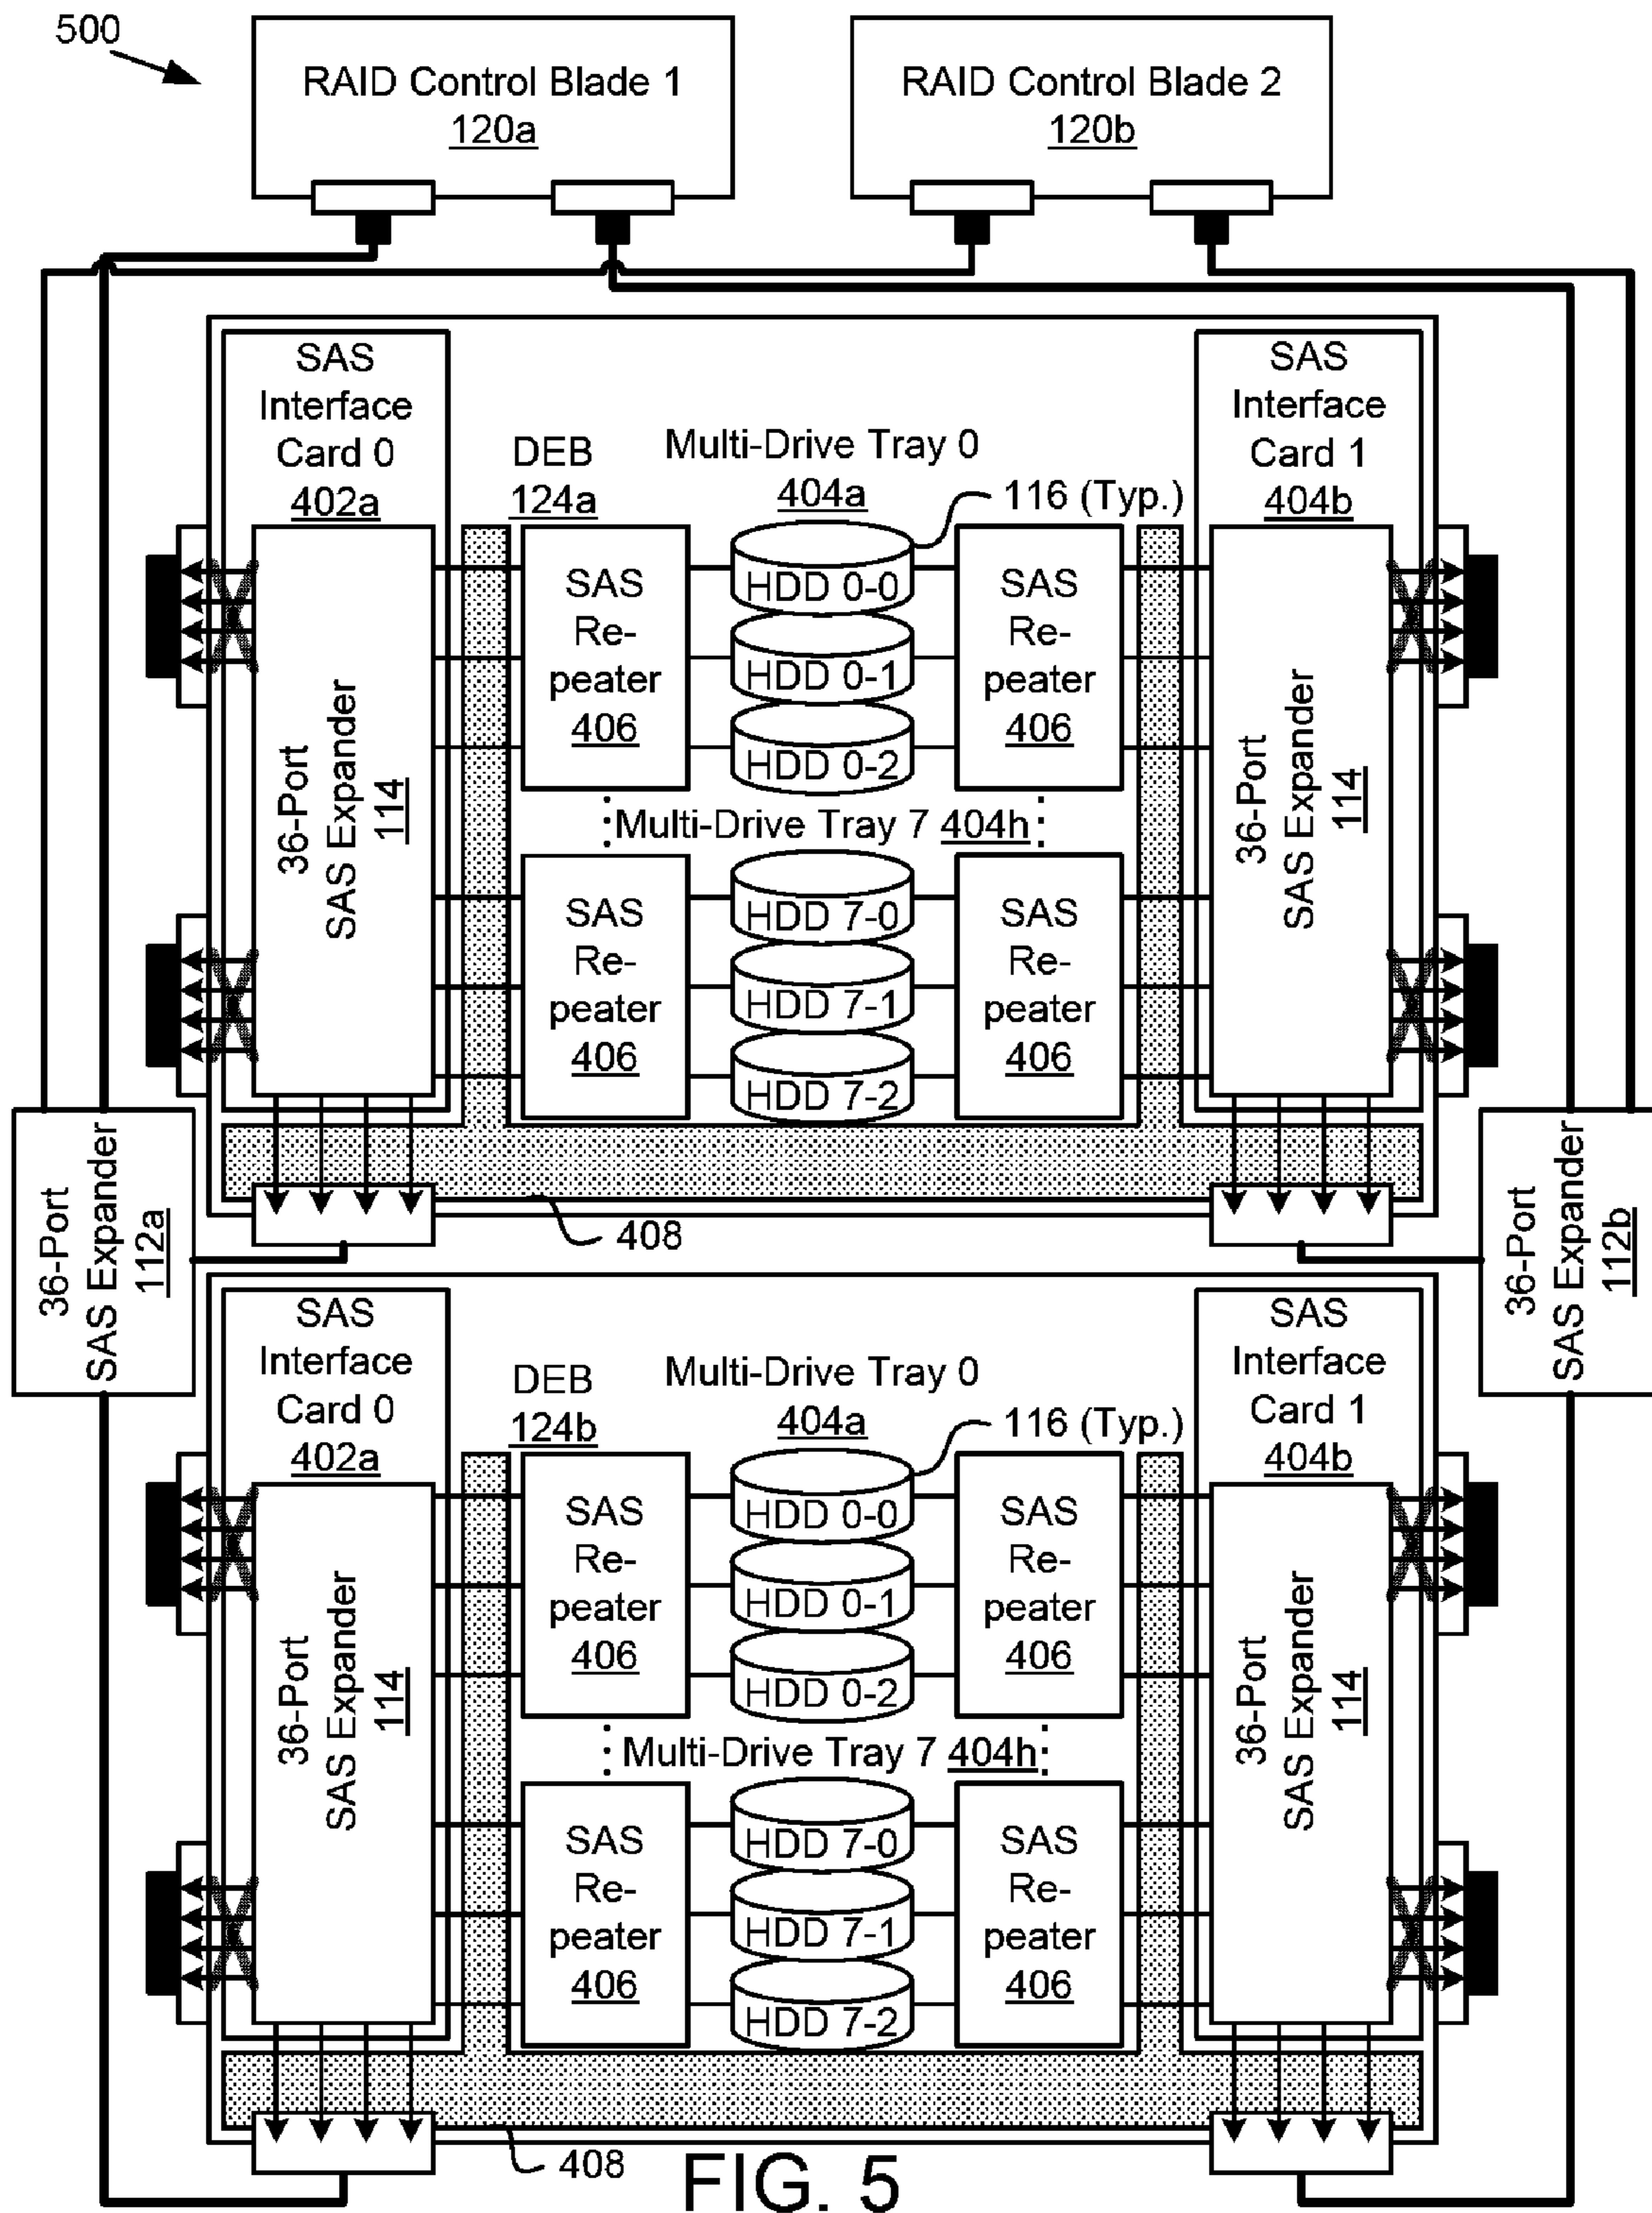 500
RAID Control Blade 1
120a
RAID Control Blade 2
120b
SAS
Interface
Card 0
402a
DEB
124a
Multi-Drive Tray 0
404a
116 (Typ.)
SAS
Interface
Card 1
404b
36-Port
SAS Expander
114
SAS
Re-
peater
406
HDD 0-0
HDD 0-1
HDD 0-2
SAS
Re-
peater
406
36-Port
SAS Expander
114
Multi-Drive Tray 7 404h
SAS
Re-
peater
406
HDD 7-0
HDD 7-1
HDD 7-2
SAS
Re-
peater
406
408
36-Port
SAS Expander
112a
36-Port
SAS Expander
112b
SAS
Interface
Card 0
402a
DEB
124b
Multi-Drive Tray 0
404a
116 (Typ.)
SAS
Interface
Card 1
404b
36-Port
SAS Expander
114
SAS
Re-
peater
406
HDD 0-0
HDD 0-1
HDD 0-2
SAS
Re-
peater
406
36-Port
SAS Expander
114
Multi-Drive Tray 7 404h
SAS
Re-
peater
406
HDD 7-0
HDD 7-1
HDD 7-2
SAS
Re-
peater
406
408
FIG. 5